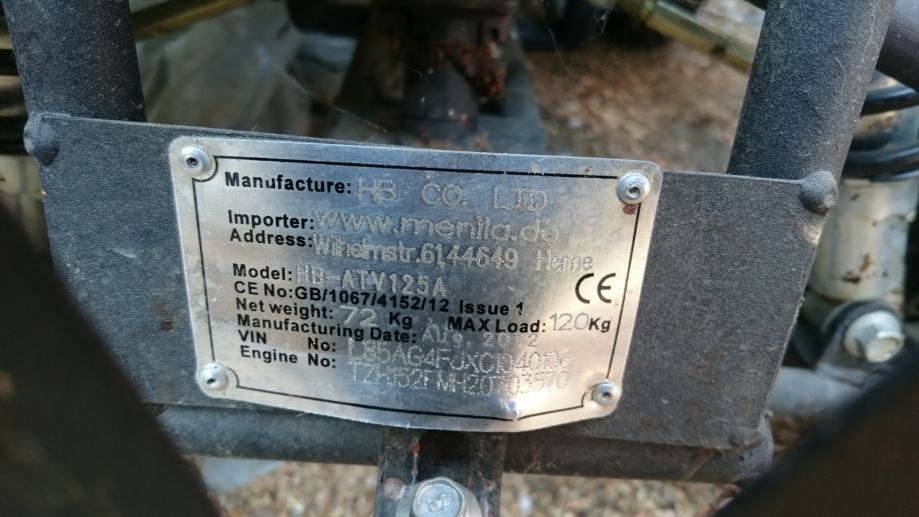 Manufacture: HB CO. LTD
Importer: www.menila.de
Address: Wilhelmstr.61,44649 Herne
Model: HB-ATV125A
CE No: GB/1067/4152/12 Issue 1
CE
Net weight: 72 Kg MAX Load: 120 Kg
Manufacturing Date: Aug. 2012
VIN No:
Engine No: